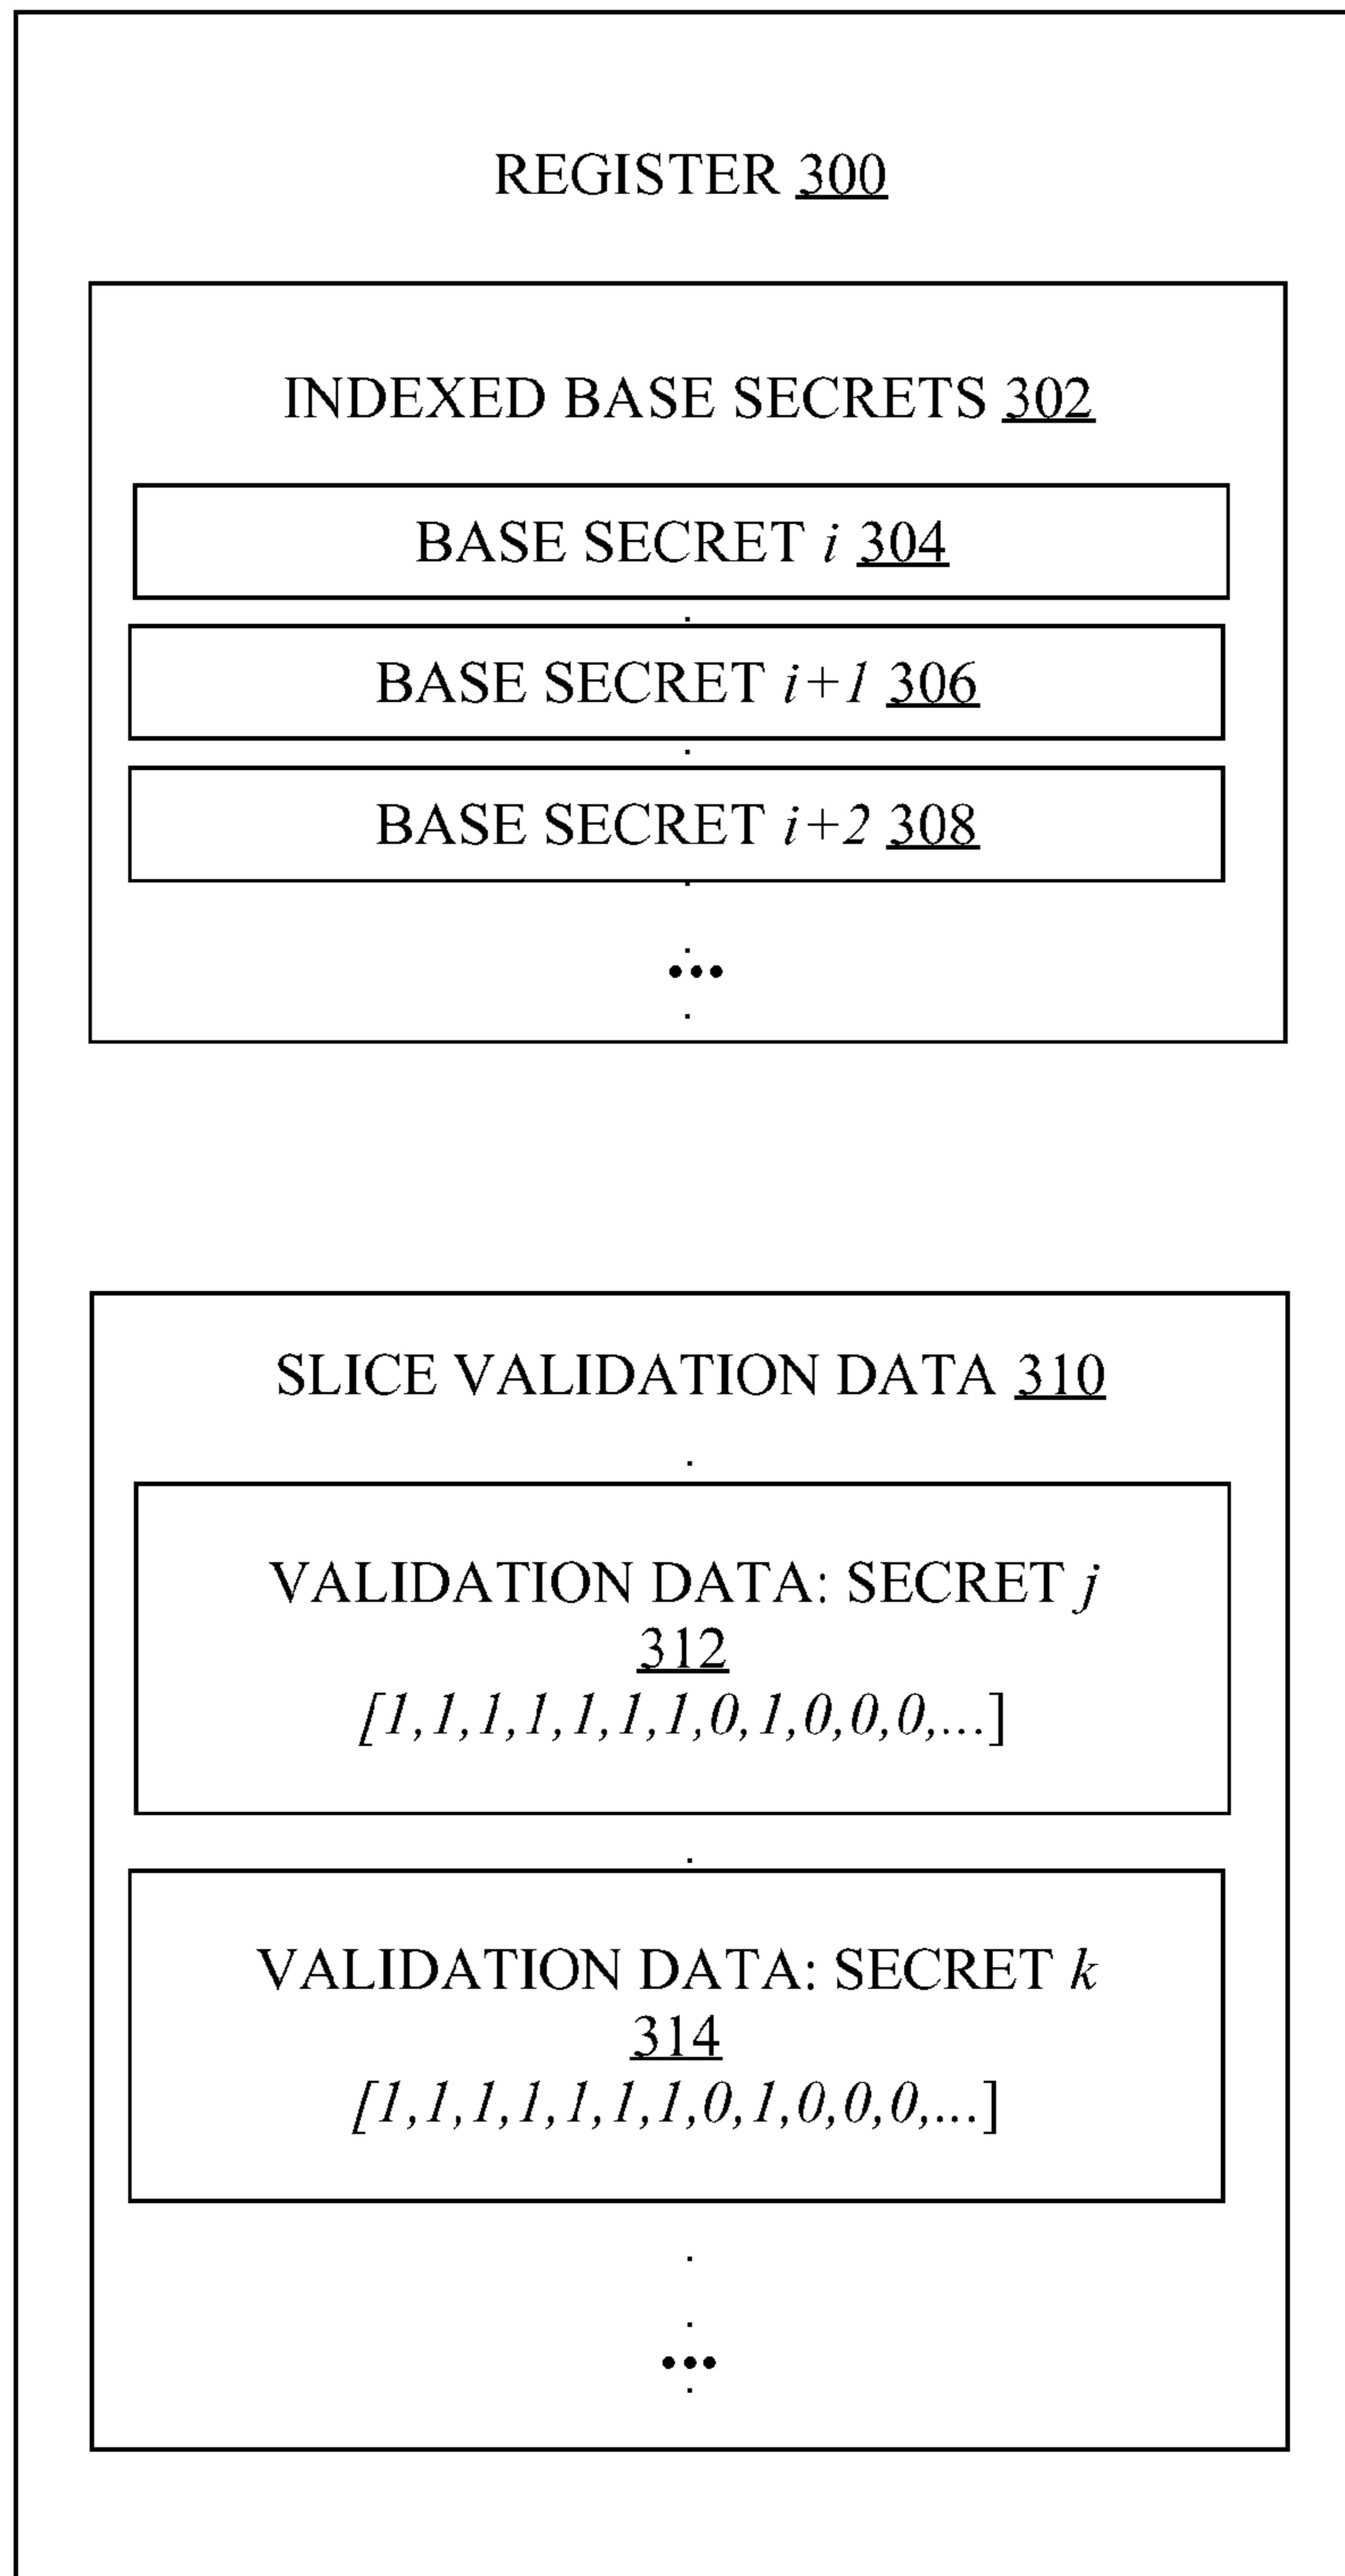 REGISTER 300
INDEXED BASE SECRETS 302
BASE SECRET i 304
BASE SECRET i+1 306
BASE SECRET i+2 308
•••
SLICE VALIDATION DATA 310
VALIDATION DATA: SECRET j
312
[1,1,1,1,1,1,1,0,1,0,0,0,...]
VALIDATION DATA: SECRET k
314
[1,1,1,1,1,1,1,0,1,0,0,0,...]
•••